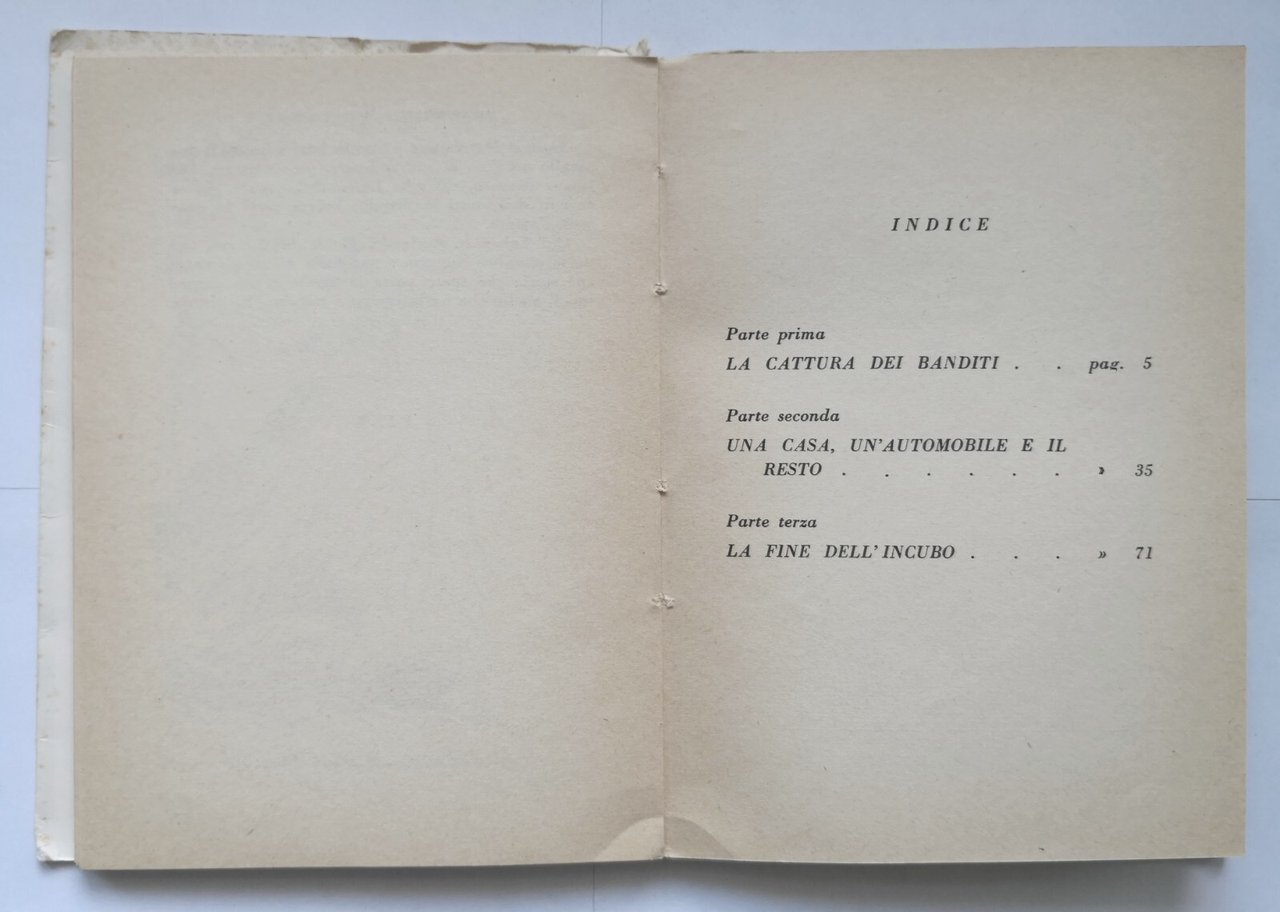 INDICE
Parte prima
LA CATTURA DEI BANDITI . . pag. 5
Parte seconda
UNA CASA, UN'AUTOMOBILE E IL
RESTO . . . . . . » 35
Parte terza
LA FINE DELL'INCUBO . . . » 71